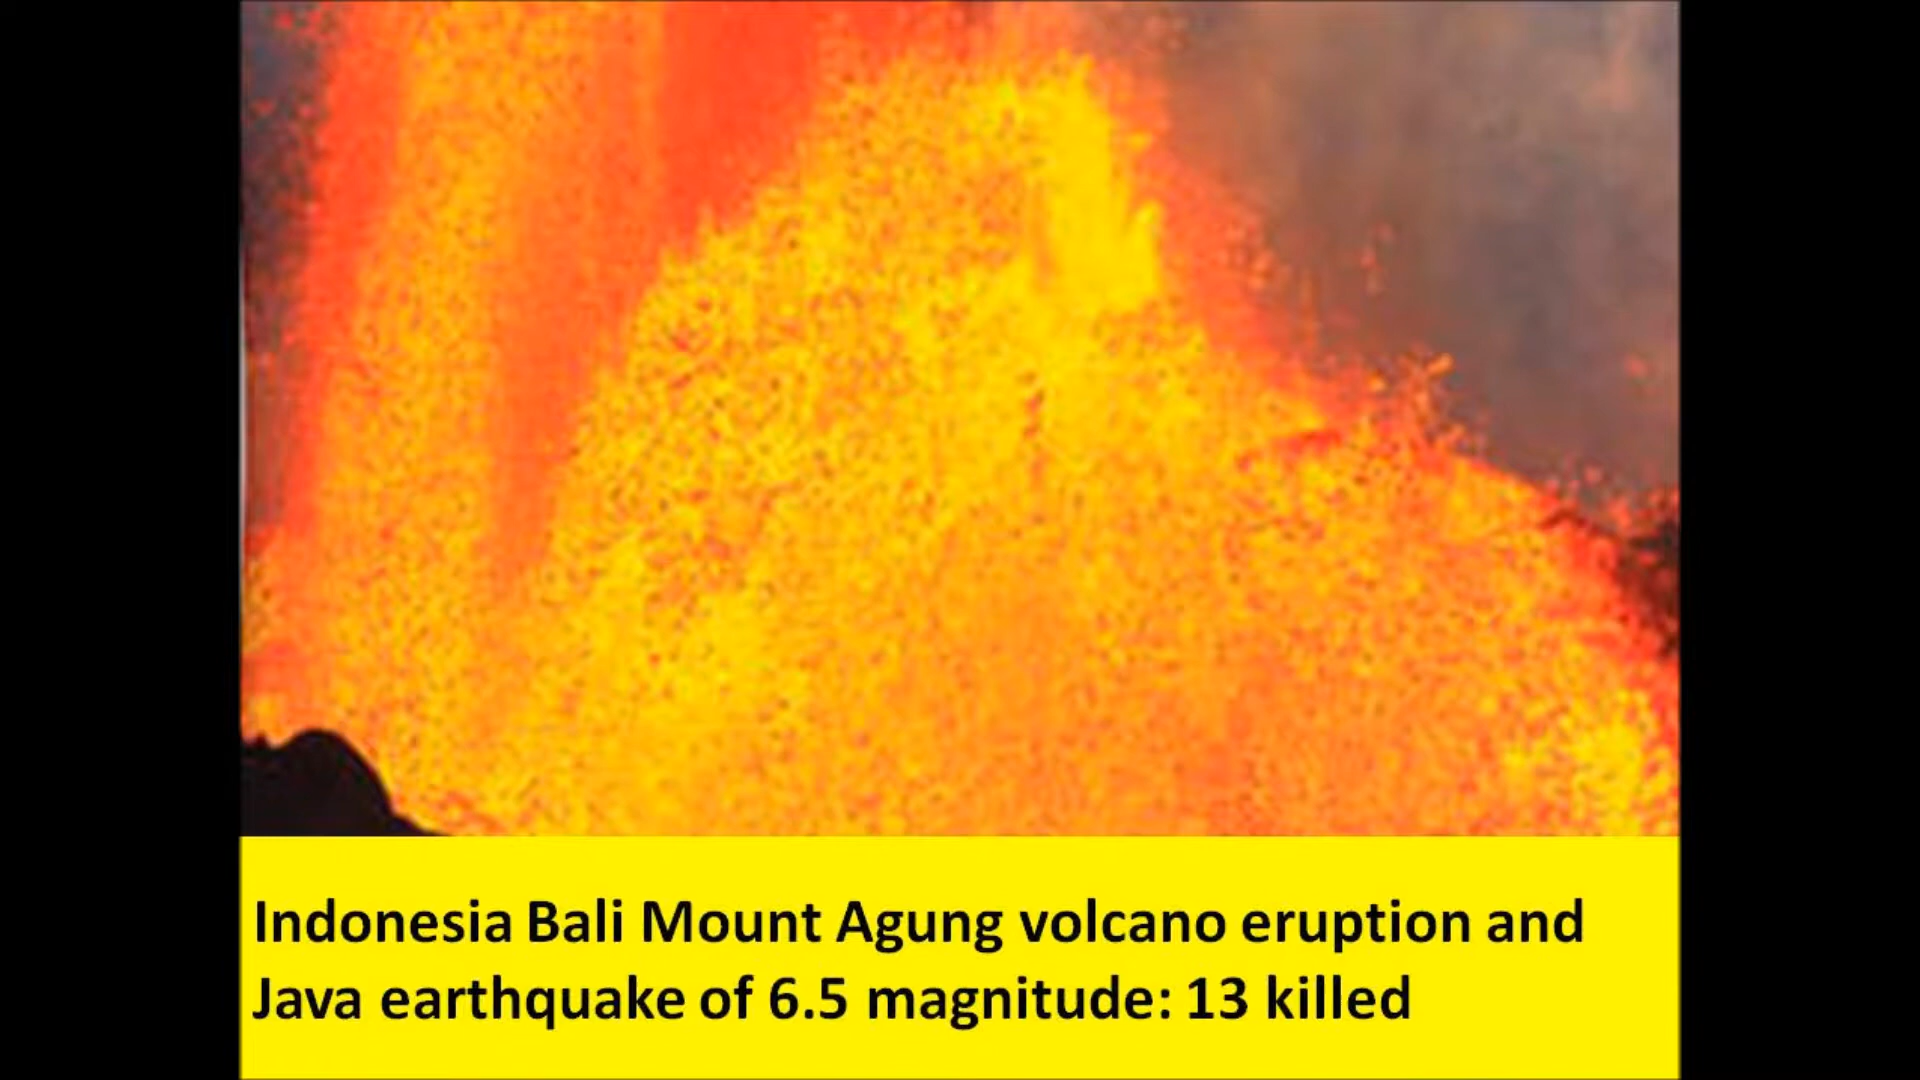 Indonesia Bali Mount Agung volcano eruption and
Java earthquake of 6.5 magnitude: 13 killed